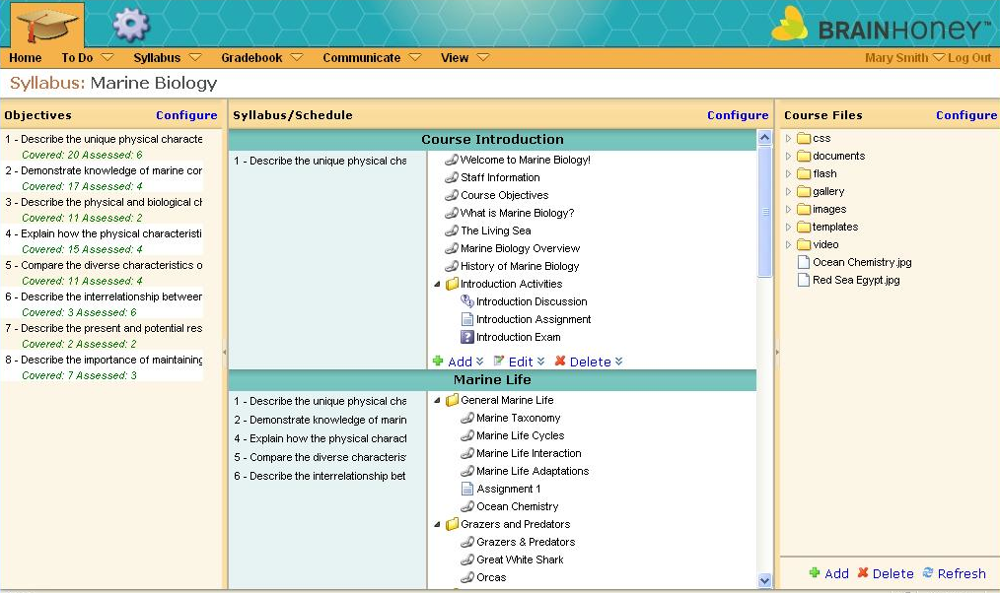 BRAINHONEY™
Home To Do Syllabus Gradebook Communicate View Mary Smith Log Out
Syllabus: Marine Biology
Objectives Configure
1 - Describe the unique physical characte
Covered: 20 Assessed: 6
2 - Demonstrate knowledge of marine cor
Covered: 17 Assessed: 4
3 - Describe the physical and biological ch
Covered: 11 Assessed: 2
4 - Explain how the physical characteristi
Covered: 15 Assessed: 4
5 - Compare the diverse characteristics o
Covered: 11 Assessed: 4
6 - Describe the interrelationship between
Covered: 3 Assessed: 6
7 - Describe the present and potential res
Covered: 2 Assessed: 2
8 - Describe the importance of maintaining
Covered: 7 Assessed: 3
Syllabus/Schedule Configure
Course Introduction
1 - Describe the unique physical cha
Welcome to Marine Biology!
Staff Information
Course Objectives
What is Marine Biology?
The Living Sea
Marine Biology Overview
History of Marine Biology
Introduction Activities
Introduction Discussion
Introduction Assignment
Introduction Exam
Add Edit Delete
Marine Life
1 - Describe the unique physical cha
2 - Demonstrate knowledge of marin
4 - Explain how the physical charact
5 - Compare the diverse characteris
6 - Describe the interrelationship bet
General Marine Life
Marine Taxonomy
Marine Life Cycles
Marine Life Interaction
Marine Life Adaptations
Assignment 1
Ocean Chemistry
Grazers and Predators
Grazers & Predators
Great White Shark
Orcas
Course Files Configure
css
documents
flash
gallery
images
templates
video
Ocean Chemistry.jpg
Red Sea Egypt.jpg
Add Delete Refresh